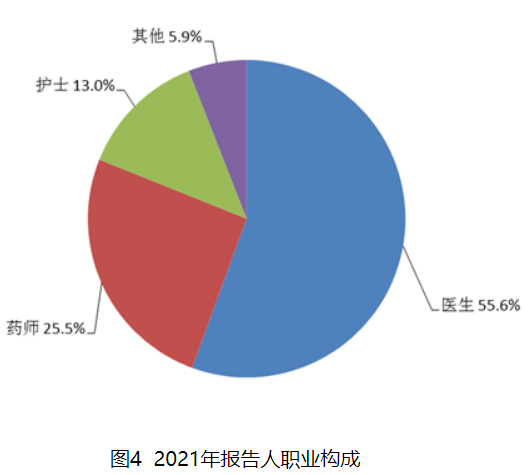 其他 5.9%
护士 13.0%
医生 55.6%
药师 25.5%
图4 2021年报告人职业构成